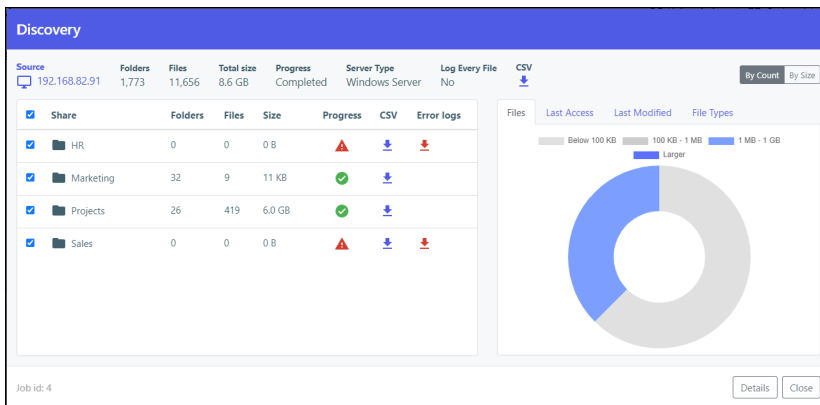 Discovery
Source Folders Files Total size Progress Server Type Log Every File CSV
192.168.82.91 1,773 11,656 8.6 GB Completed Windows Server No
By Count By Size
Share Folders Files Size Progress CSV Error logs
HR 0 0 0 B
Marketing 32 9 11 KB
Projects 26 419 6.0 GB
Sales 0 0 0 B
Files Last Access Last Modified File Types
Below 100 KB 100 KB - 1 MB 1 MB - 1 GB
Larger
Job id: 4
Details Close